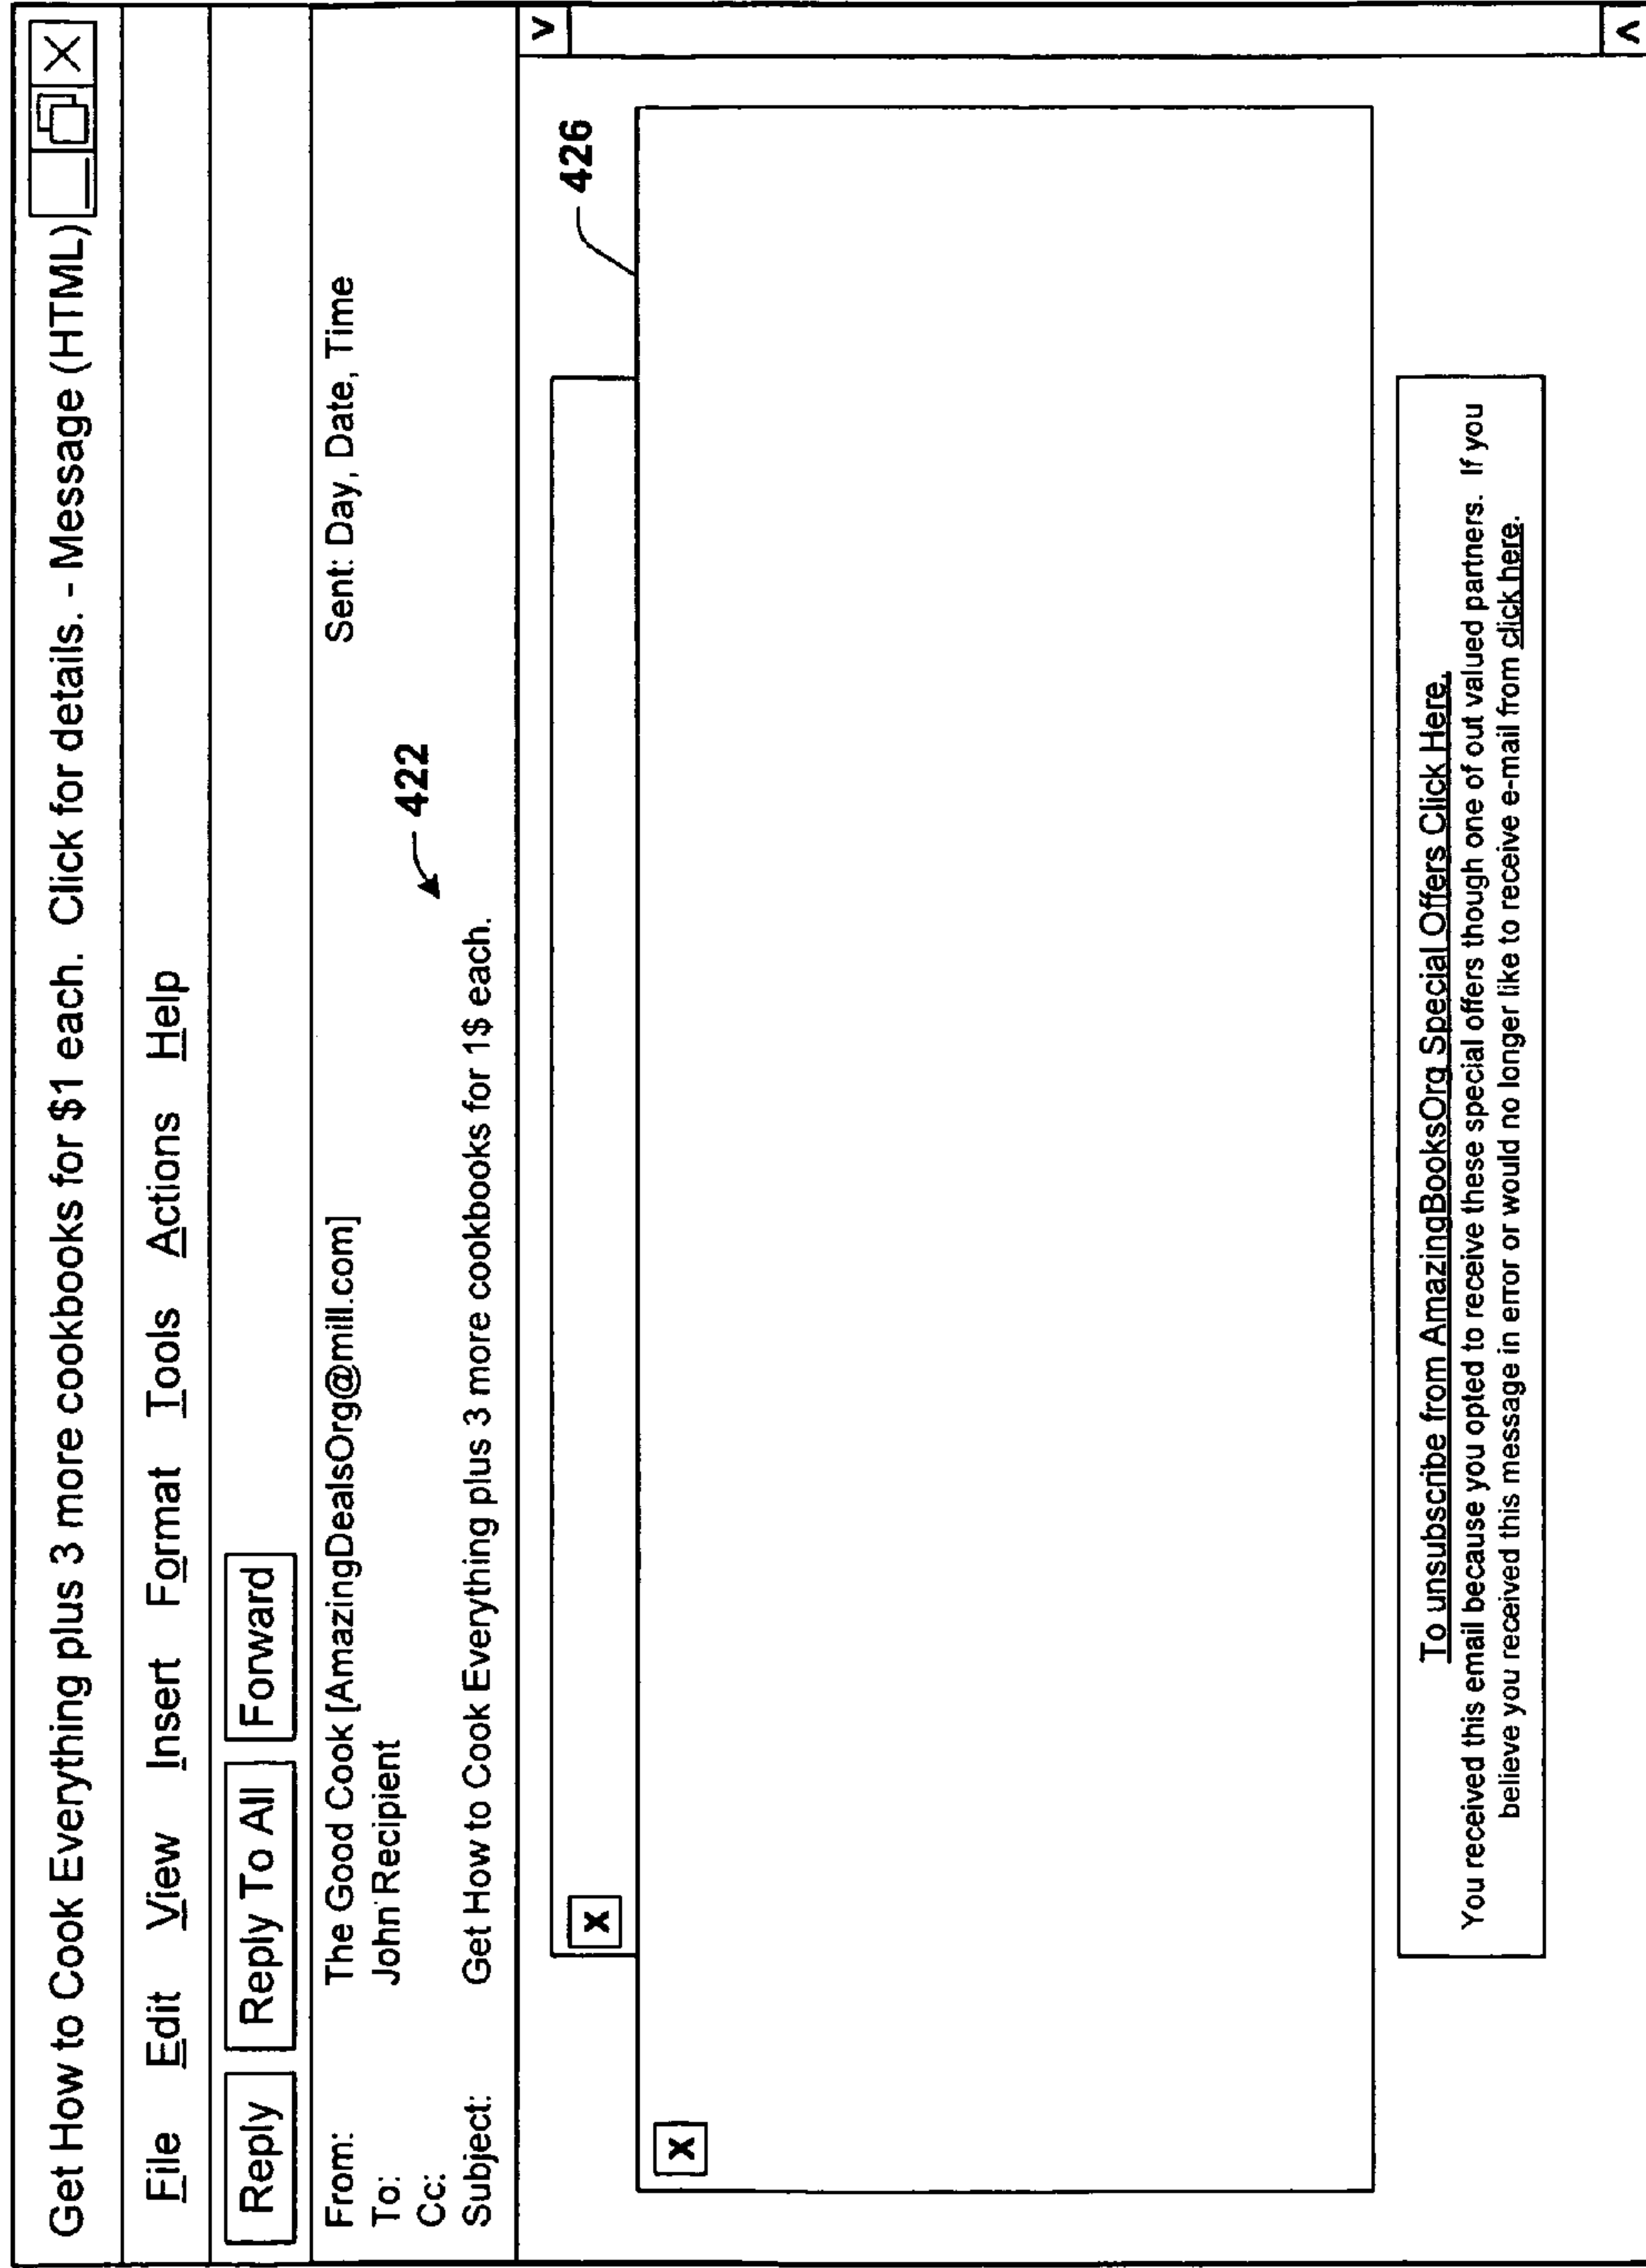 Get How to Cook Everything plus 3 more cookbooks for $1 each. Click for details. - Message (HTML) X
File Edit View Insert Format Tools Actions Help
Reply Reply To All Forward
From: The Good Cook [AmazingDealsOrg@mill.com] Sent: Day, Date, Time
To: John Recipient
Cc: 422
Subject: Get How to Cook Everything plus 3 more cookbooks for 1$ each.
426
X
X
To unsubscribe from AmazingBooksOrg Special Offers Click Here.
You received this email because you opted to receive these special offers though one of out valued partners. If you
believe you received this message in error or would no longer like to receive e-mail from click here.